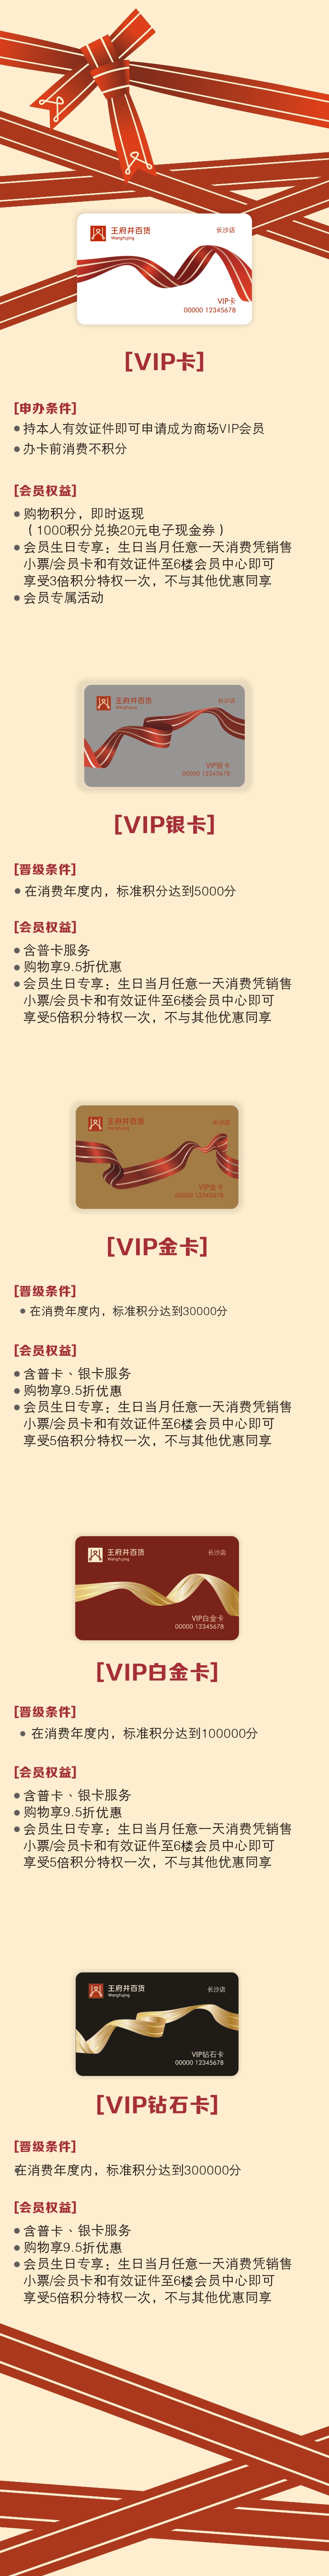 王府井百货
WangFujing
长沙店
VIP卡
00000 12345678
[VIP卡]
[申办条件]
●持本人有效证件即可申请成为商场VIP会员
●办卡前消费不积分
[会员权益]
●购物积分，即时返现
（1000积分兑换20元电子现金券）
●会员生日专享：生日当月任意一天消费凭销售
小票/会员卡和有效证件至6楼会员中心即可
享受3倍积分特权一次，不与其他优惠同享
●会员专属活动
王府井百货
WangFujing
长沙店
VIP银卡
00000 12345678
[VIP银卡]
[晋级条件]
●在消费年度内，标准积分达到5000分
[会员权益]
●含普卡服务
●购物享9.5折优惠
●会员生日专享：生日当月任意一天消费凭销售
小票/会员卡和有效证件至6楼会员中心即可
享受5倍积分特权一次，不与其他优惠同享
王府井百货
WangFujing
长沙店
VIP金卡
00000 12345678
[VIP金卡]
[晋级条件]
●在消费年度内，标准积分达到30000分
[会员权益]
●含普卡、银卡服务
●购物享9.5折优惠
●会员生日专享：生日当月任意一天消费凭销售
小票/会员卡和有效证件至6楼会员中心即可
享受5倍积分特权一次，不与其他优惠同享
王府井百货
WangFujing
长沙店
VIP白金卡
00000 12345678
[VIP白金卡]
[晋级条件]
●在消费年度内，标准积分达到100000分
[会员权益]
●含普卡、银卡服务
●购物享9.5折优惠
●会员生日专享：生日当月任意一天消费凭销售
小票/会员卡和有效证件至6楼会员中心即可
享受5倍积分特权一次，不与其他优惠同享
王府井百货
WangFujing
长沙店
VIP钻石卡
00000 12345678
[VIP钻石卡]
[晋级条件]
在消费年度内，标准积分达到300000分
[会员权益]
●含普卡、银卡服务
●购物享9.5折优惠
●会员生日专享：生日当月任意一天消费凭销售
小票/会员卡和有效证件至6楼会员中心即可
享受5倍积分特权一次，不与其他优惠同享